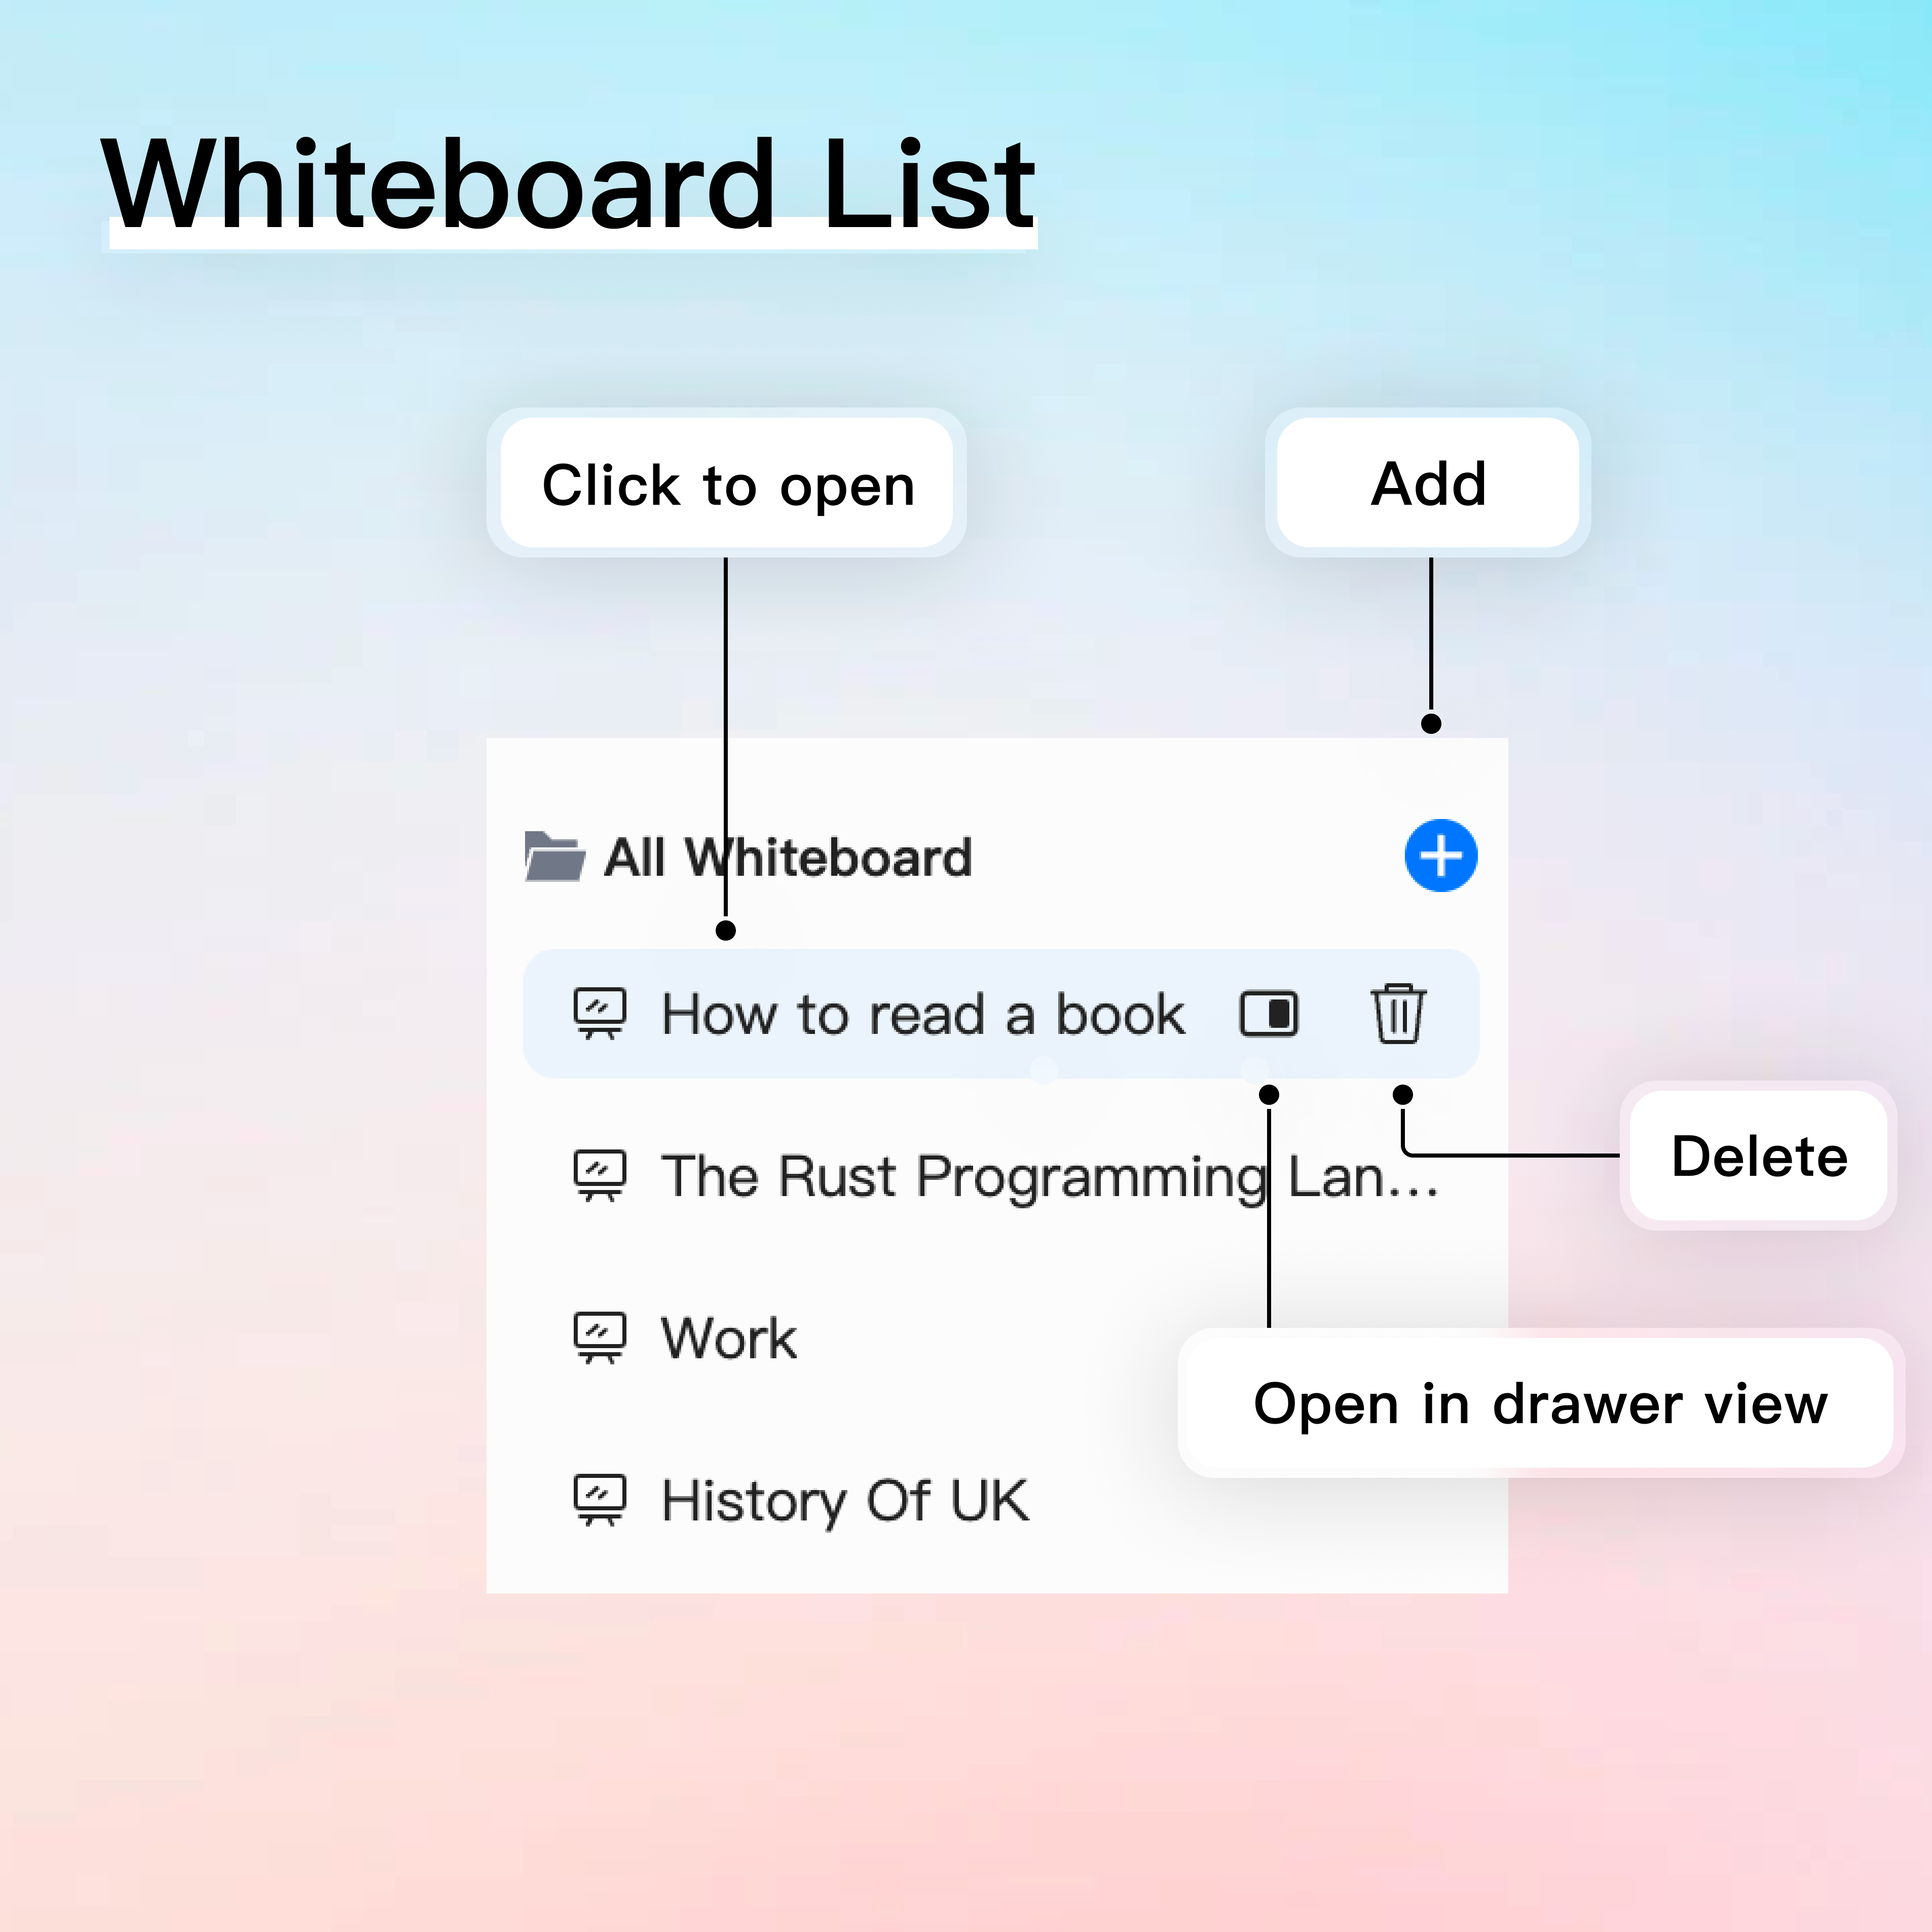 Whiteboard List
Click to open
Add
All Whiteboard
How to read a book
The Rust Programming Lan...
Delete
Work
Open in drawer view
History Of UK